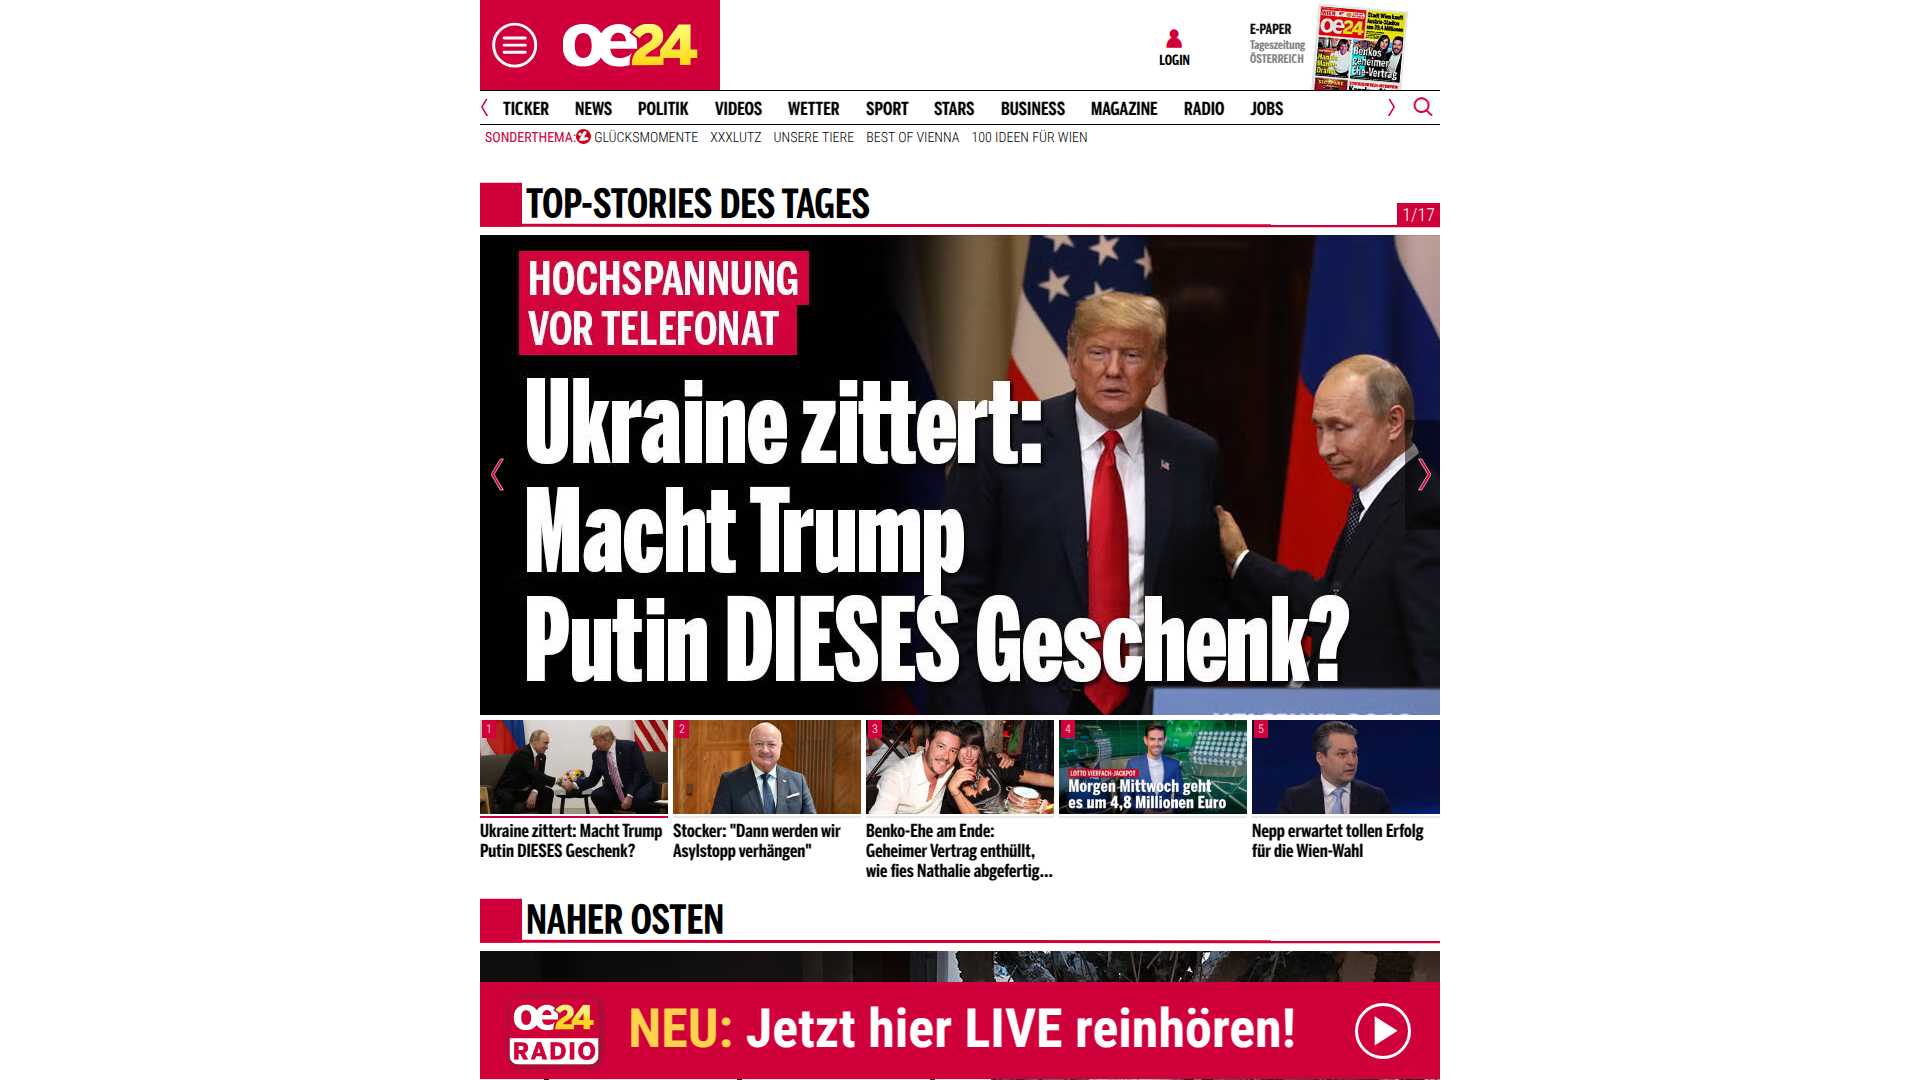 oe24
LOGIN
E-PAPER
Tageszeitung
ÖSTERREICH
oe24
Benkos
geheimer
Ehe-Vertrag
TICKER NEWS POLITIK VIDEOS WETTER SPORT STARS BUSINESS MAGAZINE RADIO JOBS
SONDERTHEMA: GLÜCKSMOMENTE XXXLUTZ UNSERE TIERE BEST OF VIENNA 100 IDEEN FÜR WIEN
TOP-STORIES DES TAGES
1/17
HOCHSPANNUNG
VOR TELEFONAT
Ukraine zittert:
Macht Trump
Putin DIESES Geschenk?
1
2
3
4
5
LOTTO VIERFACH-JACKPOT
Morgen Mittwoch geht
es um 4,8 Millionen Euro
Ukraine zittert: Macht Trump
Putin DIESES Geschenk?
Stocker: "Dann werden wir
Asylstopp verhängen"
Benko-Ehe am Ende:
Geheimer Vertrag enthüllt,
wie fies Nathalie abgefertig...
Nepp erwartet tollen Erfolg
für die Wien-Wahl
NAHER OSTEN
oe24
RADIO
NEU: Jetzt hier LIVE reinhören!